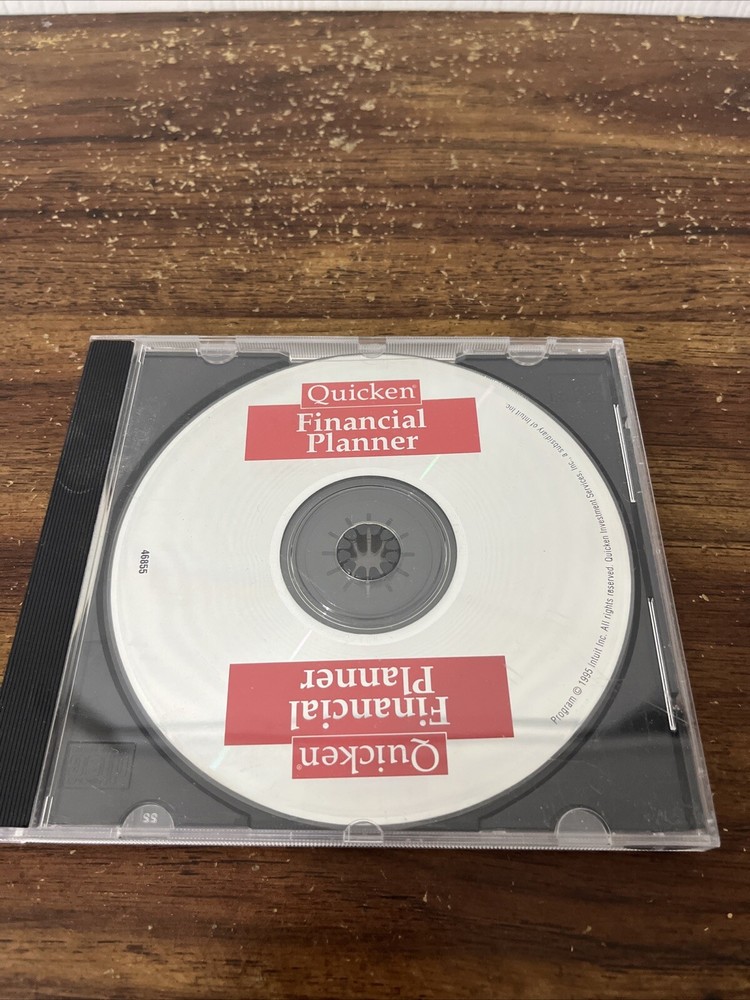 Quicken®
Financial
Planner
46855
Program © 1995 Intuit Inc. All rights reserved. Quicken Investment Services, Inc., a subsidiary of Intuit Inc.
Quicken®
Financial
Planner
SS